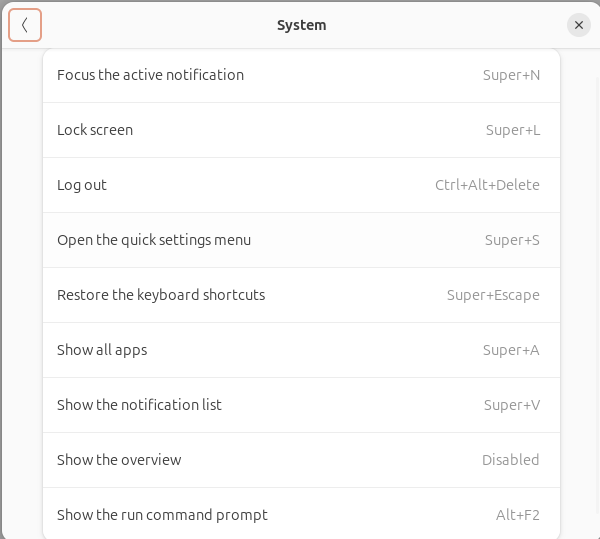 System
Focus the active notification Super+N
Lock screen Super+L
Log out Ctrl+Alt+Delete
Open the quick settings menu Super+S
Restore the keyboard shortcuts Super+Escape
Show all apps Super+A
Show the notification list Super+V
Show the overview Disabled
Show the run command prompt Alt+F2